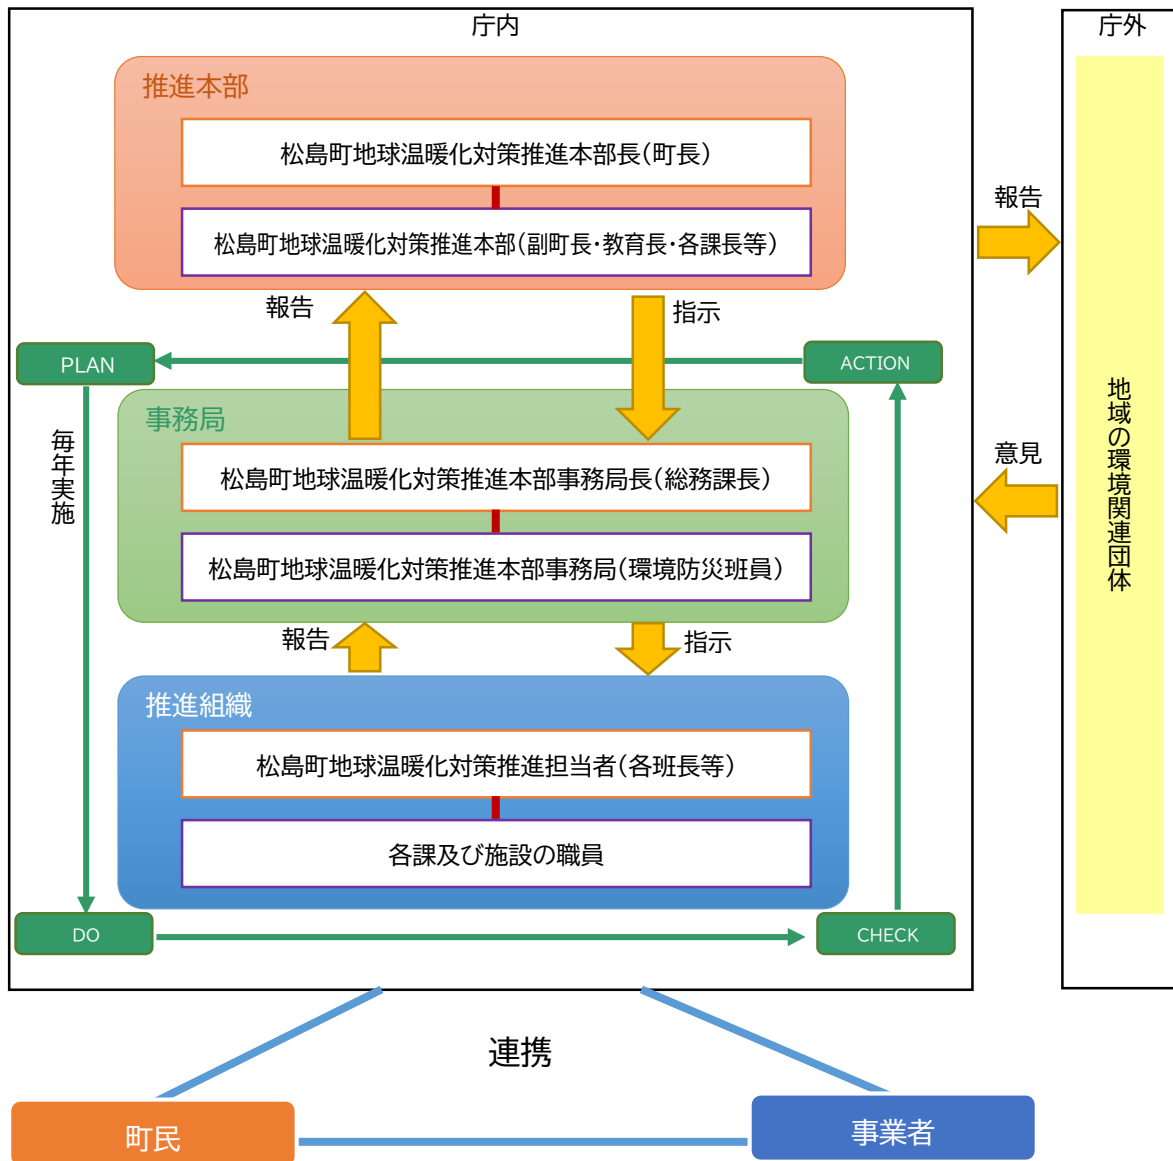 庁内
庁外
推進本部
松島町地球温暖化対策推進本部長(町長)
松島町地球温暖化対策推進本部(副町長・教育長・各課長等)
報告
報告
指示
PLAN
ACTION
毎年実施
事務局
松島町地球温暖化対策推進本部事務局長(総務課長)
松島町地球温暖化対策推進本部事務局(環境防災班員)
意見
地域の環境関連団体
報告
指示
推進組織
松島町地球温暖化対策推進担当者(各班長等)
各課及び施設の職員
DO
CHECK
連携
町民
事業者